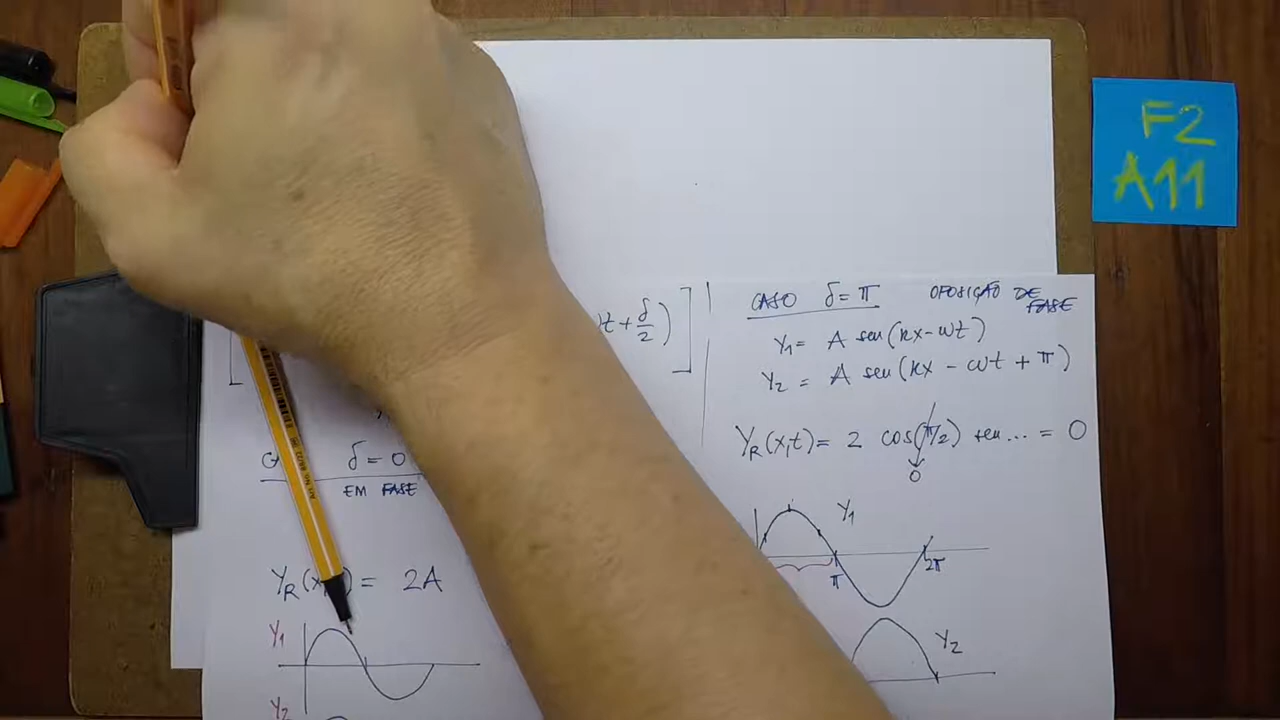 F2
A11
ωt + δ/2) ]
δ = 0
EM FASE
= 2A
Y1
Y2
CASO δ = π OPOSIÇÃO DE FASE
Y1 = A sen(kx - ωt)
Y2 = A sen(kx - ωt + π)
YR(x,t) = 2 cos(π/2) sen... = 0
0
Y1
π
2π
Y2